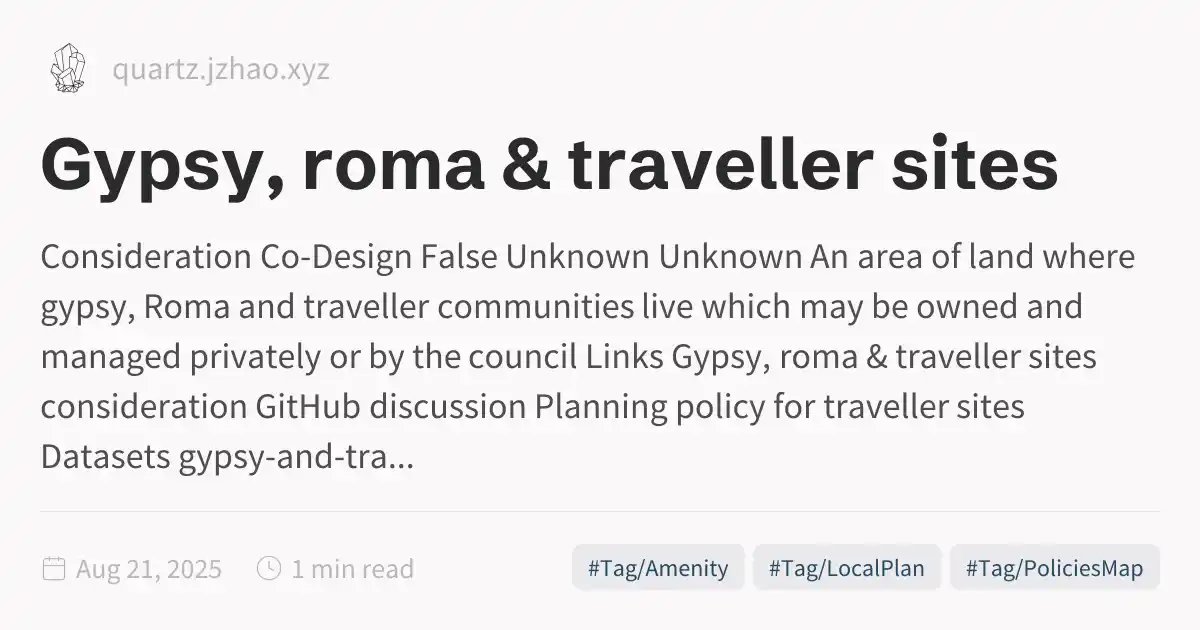 quartz.jzhao.xyz
Gypsy, roma & traveller sites
Consideration Co-Design False Unknown Unknown An area of land where
gypsy, Roma and traveller communities live which may be owned and
managed privately or by the council Links Gypsy, roma & traveller sites
consideration GitHub discussion Planning policy for traveller sites
Datasets gypsy-and-tra...
Aug 21, 2025 1 min read #Tag/Amenity #Tag/LocalPlan #Tag/PoliciesMap